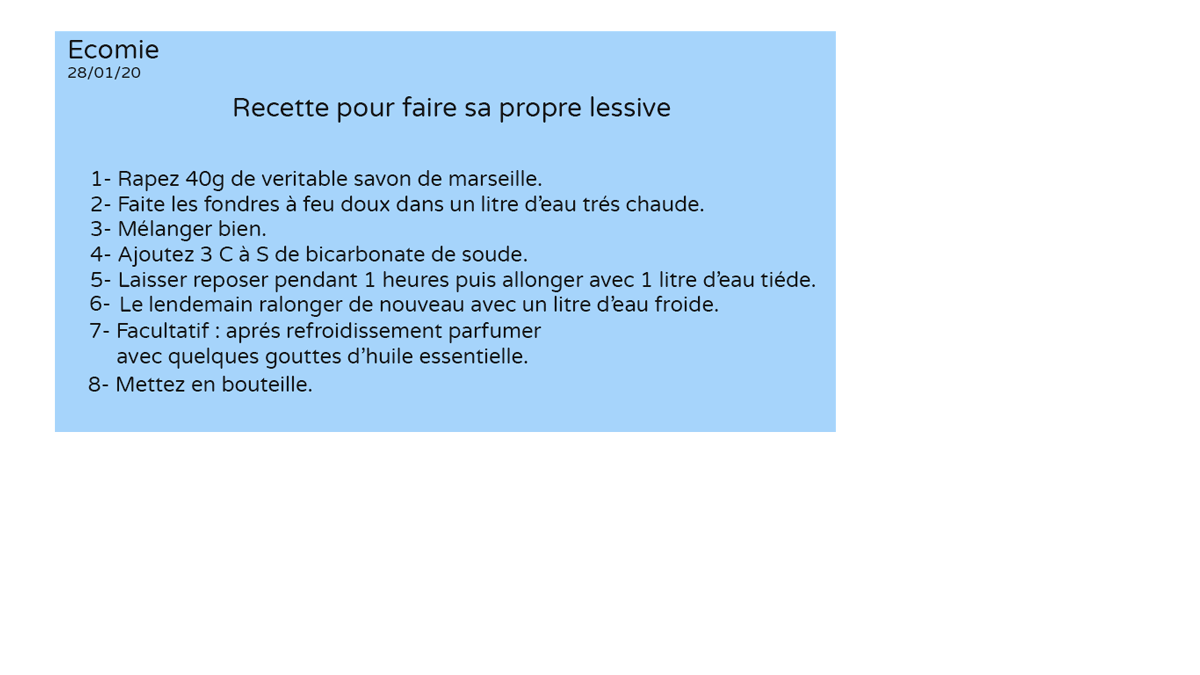 Ecomie
28/01/20
Recette pour faire sa propre lessive
1- Rapez 40g de veritable savon de marseille.
2- Faite les fondres à feu doux dans un litre d’eau trés chaude.
3- Mélanger bien.
4- Ajoutez 3 C à S de bicarbonate de soude.
5- Laisser reposer pendant 1 heures puis allonger avec 1 litre d’eau tiéde.
6- Le lendemain ralonger de nouveau avec un litre d’eau froide.
7- Facultatif : aprés refroidissement parfumer
avec quelques gouttes d’huile essentielle.
8- Mettez en bouteille.